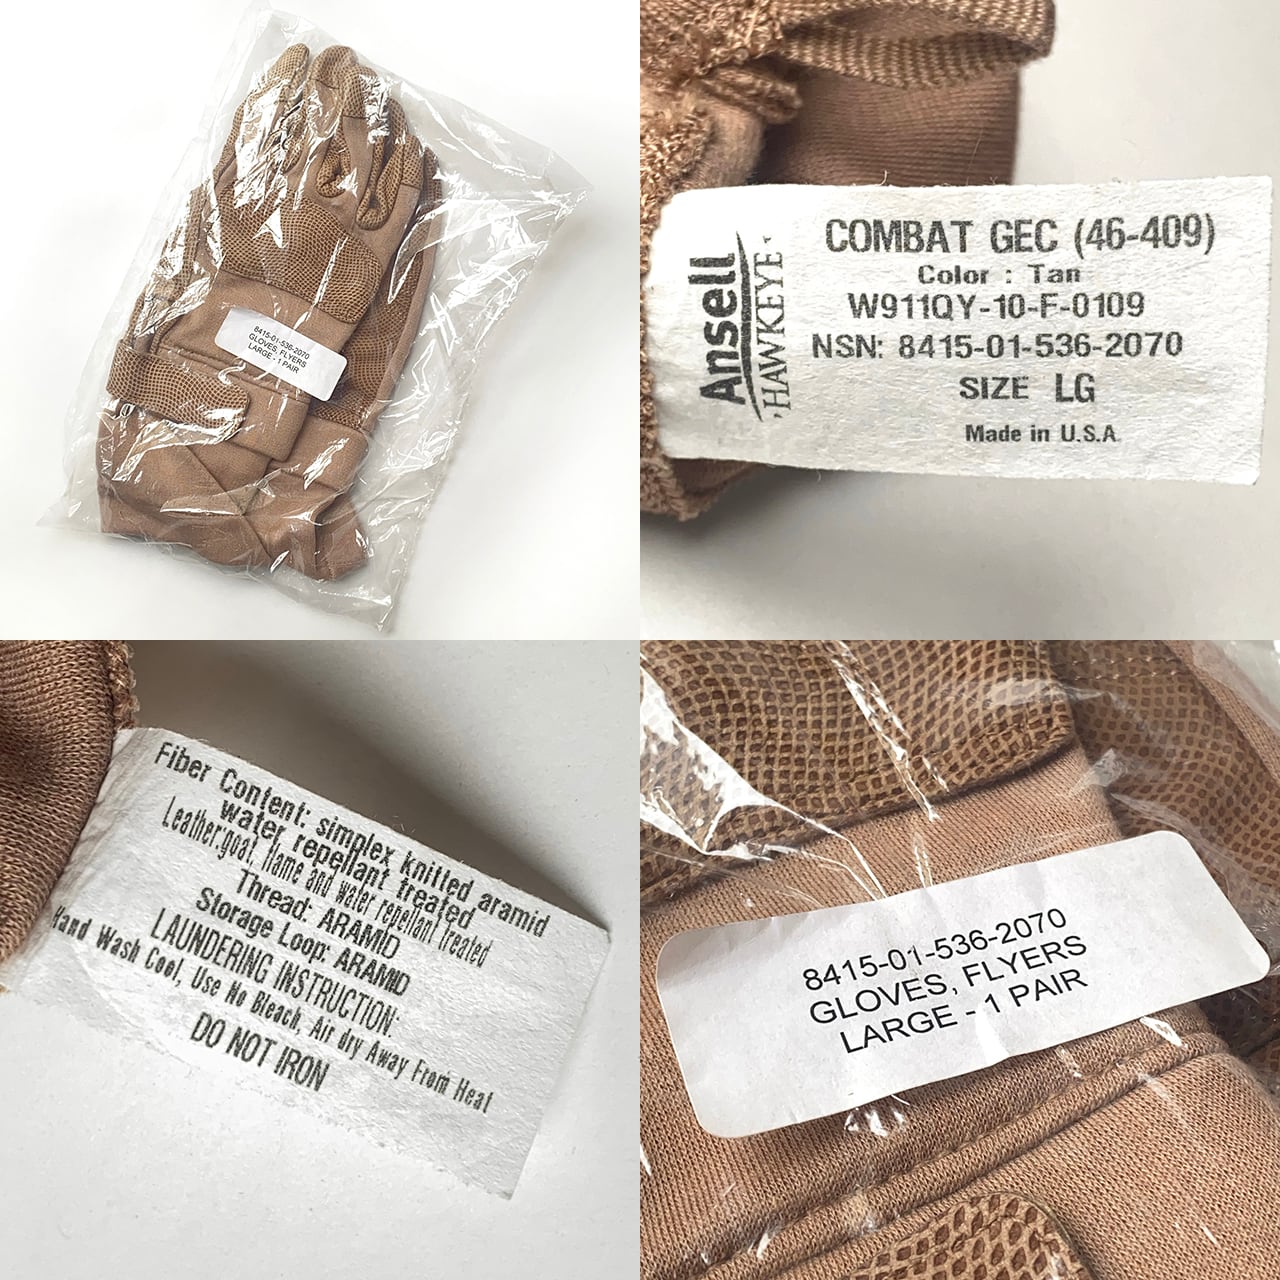 8415-01-536-2070
GLOVES, FLYERS
LARGE - 1 PAIR
Ansell
HAWKEYE
COMBAT GEC (46-409)
Color : Tan
W911QY-10-F-0109
NSN: 8415-01-536-2070
SIZE LG
Made in U.S.A.
Fiber Content: simplex knitted aramid
water repellant treated
Leather:goat, flame and water repellant treated
Thread: ARAMID
Storage Loop: ARAMID
LAUNDERING INSTRUCTION:
Hand Wash Cool, Use No Bleach, Air dry Away From Heat
DO NOT IRON
8415-01-536-2070
GLOVES, FLYERS
LARGE - 1 PAIR